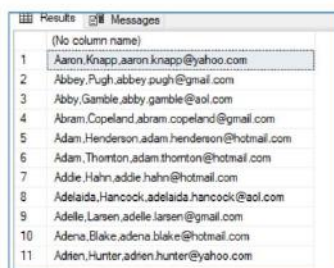 Results Messages
(No column name)
1 Aaron,Knapp,aaron.knapp@yahoo.com
2 Abbey,Pugh,abbey.pugh@gmail.com
3 Abby,Gamble,abby.gamble@aol.com
4 Abram,Copeland,abram.copeland@gmail.com
5 Adam,Henderson,adam.henderson@hotmail.com
6 Adam,Thornton,adam.thornton@hotmail.com
7 Addie,Hahn,addie.hahn@hotmail.com
8 Adelaida,Hancock,adelaida.hancock@aol.com
9 Adelle,Larsen,adelle.larsen@gmail.com
10 Adena,Blake,adena.blake@hotmail.com
11 Adrien,Hunter,adrien.hunter@yahoo.com